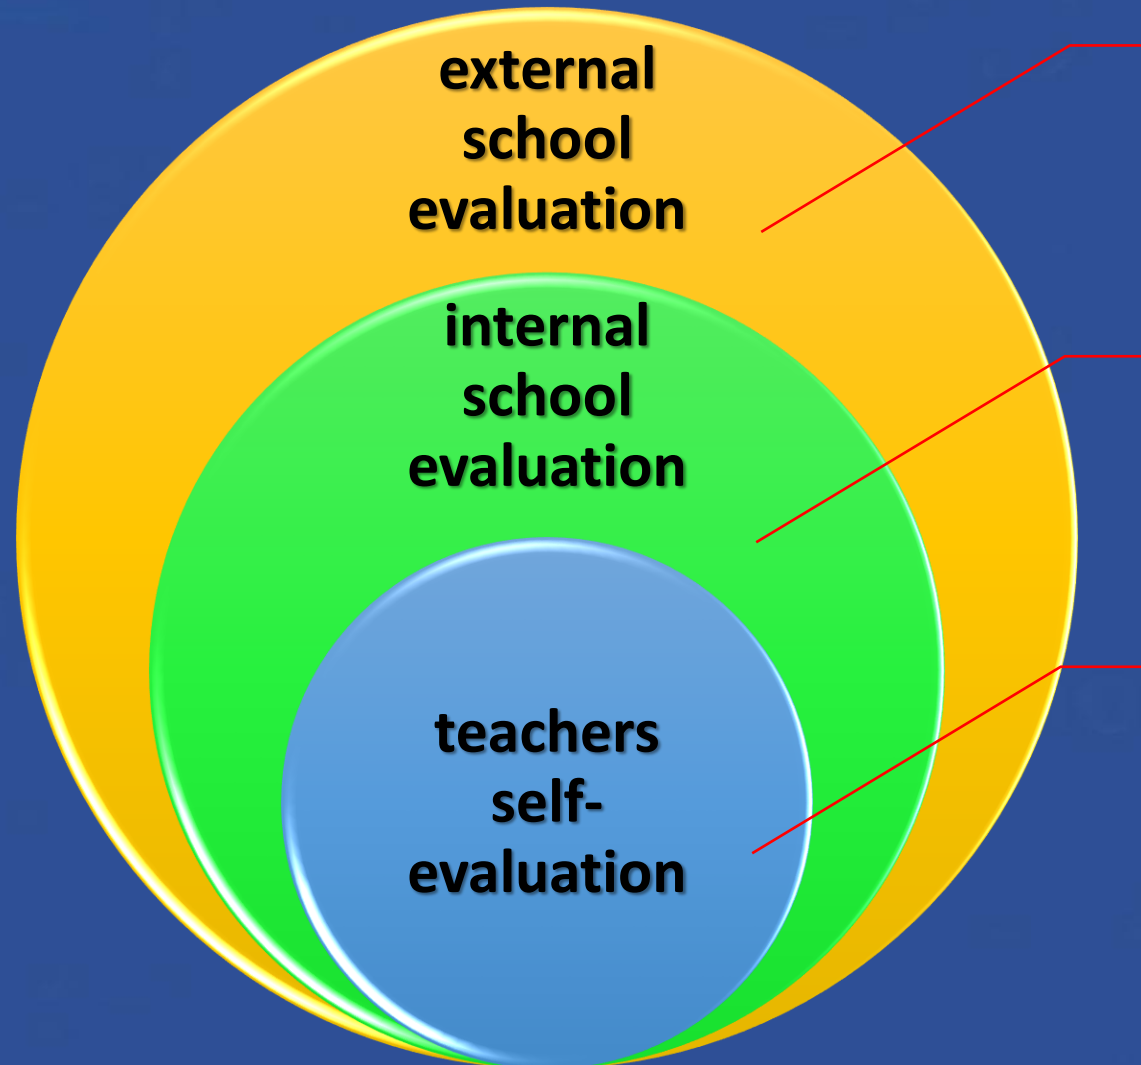 external
school
evaluation
internal
school
evaluation
teachers
self-
evaluation